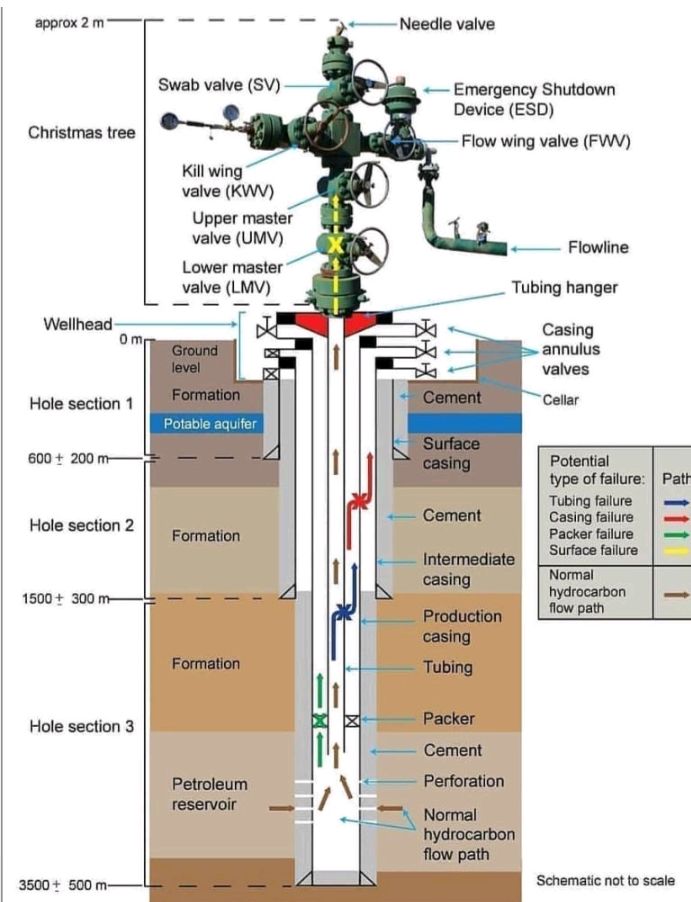 approx 2 m
Needle valve
Swab valve (SV)
Emergency Shutdown
Device (ESD)
Christmas tree
Flow wing valve (FWV)
Kill wing
valve (KWV)
Upper master
valve (UMV)
Flowline
Lower master
valve (LMV)
Tubing hanger
Wellhead
0 m
Casing
annulus
valves
Ground
level
Cellar
Hole section 1
Formation
Cement
Potable aquifer
Surface
casing
600 ± 200 m
Potential
type of failure:
Path
Tubing failure
Casing failure
Packer failure
Surface failure
Normal
hydrocarbon
flow path
Hole section 2
Formation
Cement
Intermediate
casing
1500 ± 300 m
Production
casing
Formation
Tubing
Hole section 3
Packer
Cement
Petroleum
reservoir
Perforation
Normal
hydrocarbon
flow path
3500 ± 500 m
Schematic not to scale